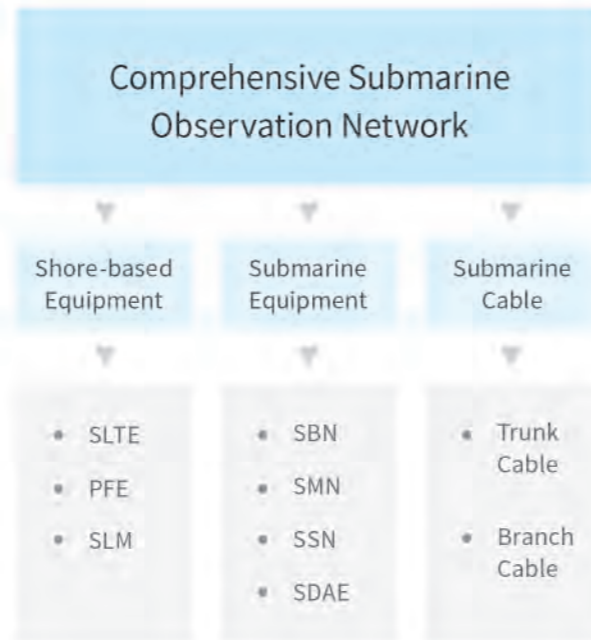 Comprehensive Submarine
Observation Network
Shore-based
Equipment
Submarine
Equipment
Submarine
Cable
SLTE
PFE
SLM
SBN
SMN
SSN
SDAE
Trunk
Cable
Branch
Cable